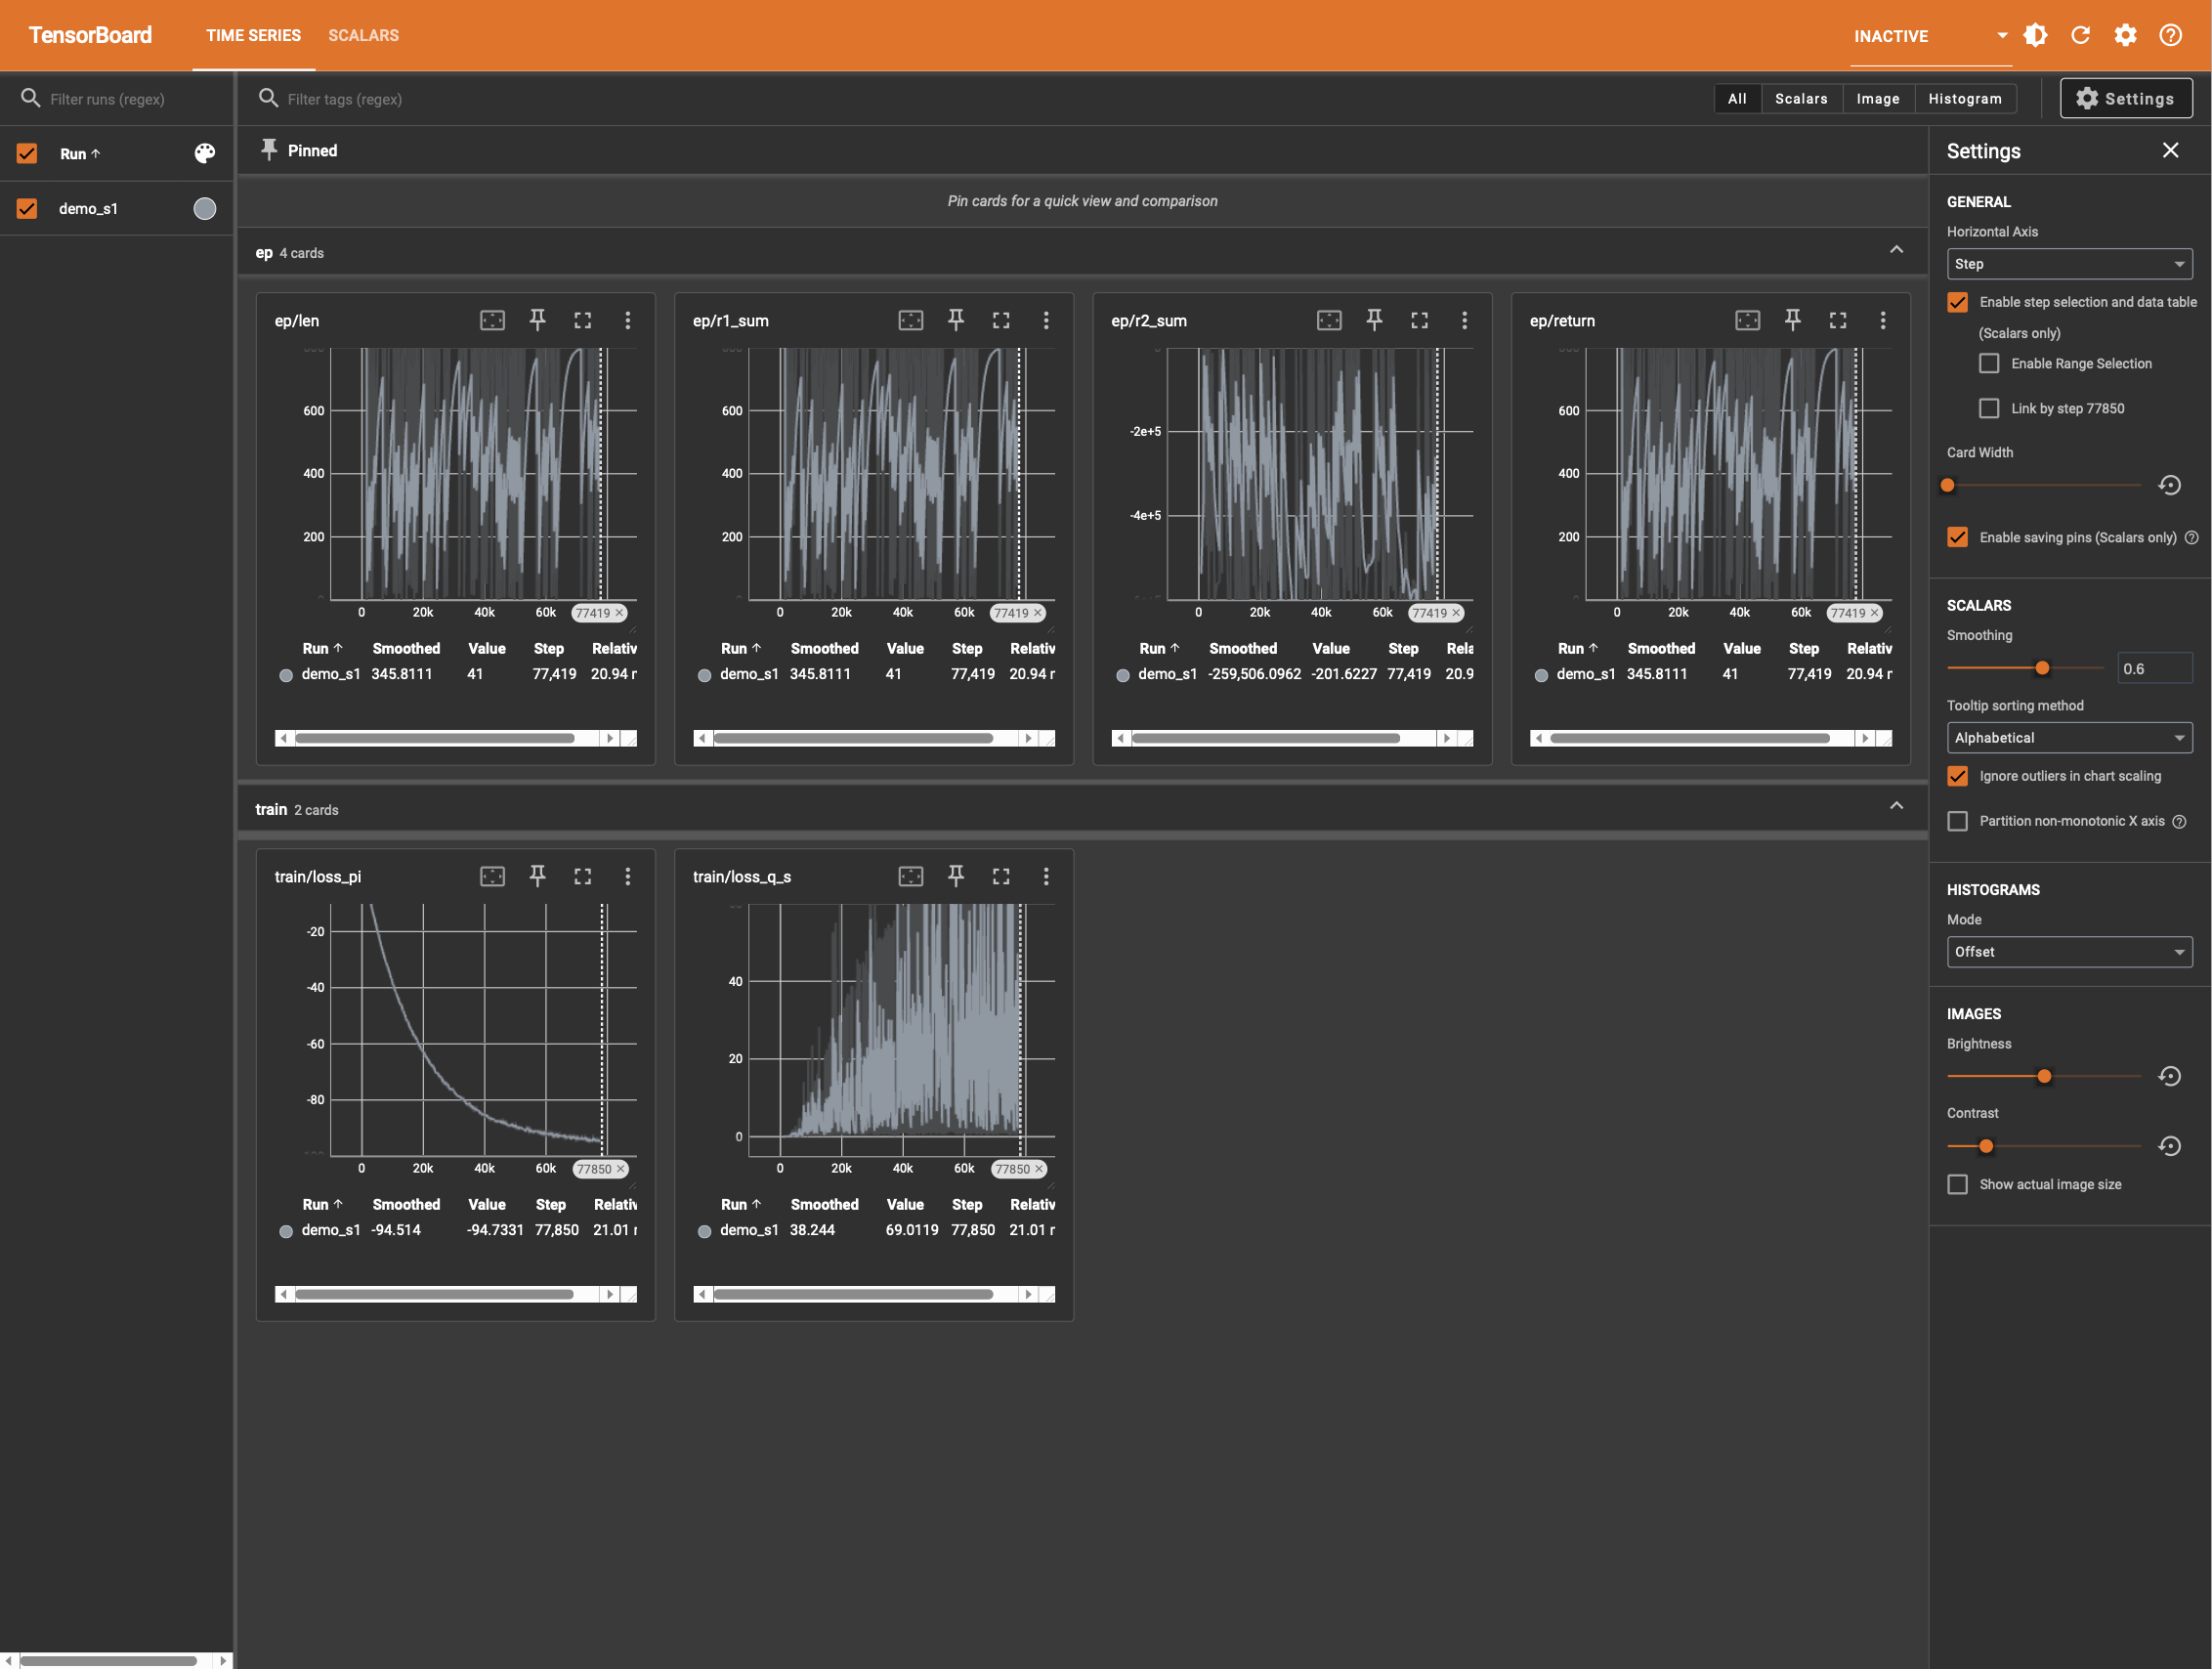 TensorBoard
TIME SERIES
SCALARS
INACTIVE
Filter runs (regex)
Filter tags (regex)
All
Scalars
Image
Histogram
Settings
Run
demo_s1
Pinned
Pin cards for a quick view and comparison
ep 4 cards
ep/len
600
400
200
0 20k 40k 60k 77419
Run Smoothed Value Step Relativ
demo_s1 345.8111 41 77,419 20.94
ep/r1_sum
600
400
200
0 20k 40k 60k 77419
Run Smoothed Value Step Relativ
demo_s1 345.8111 41 77,419 20.94
ep/r2_sum
-2e+5
-4e+5
0 20k 40k 60k 77419
Run Smoothed Value Step Rela
demo_s1 -259,506.0962 -201.6227 77,419 20.9
ep/return
600
400
200
0 20k 40k 60k 77419
Run Smoothed Value Step Relativ
demo_s1 345.8111 41 77,419 20.94
train 2 cards
train/loss_pi
-20
-40
-60
-80
0 20k 40k 60k 77850
Run Smoothed Value Step Relativ
demo_s1 -94.514 -94.7331 77,850 21.01
train/loss_q_s
40
20
0
0 20k 40k 60k 77850
Run Smoothed Value Step Relativ
demo_s1 38.244 69.0119 77,850 21.01
Settings
GENERAL
Horizontal Axis
Step
Enable step selection and data table
(Scalars only)
Enable Range Selection
Link by step 77850
Card Width
Enable saving pins (Scalars only)
SCALARS
Smoothing
0.6
Tooltip sorting method
Alphabetical
Ignore outliers in chart scaling
Partition non-monotonic X axis
HISTOGRAMS
Mode
Offset
IMAGES
Brightness
Contrast
Show actual image size